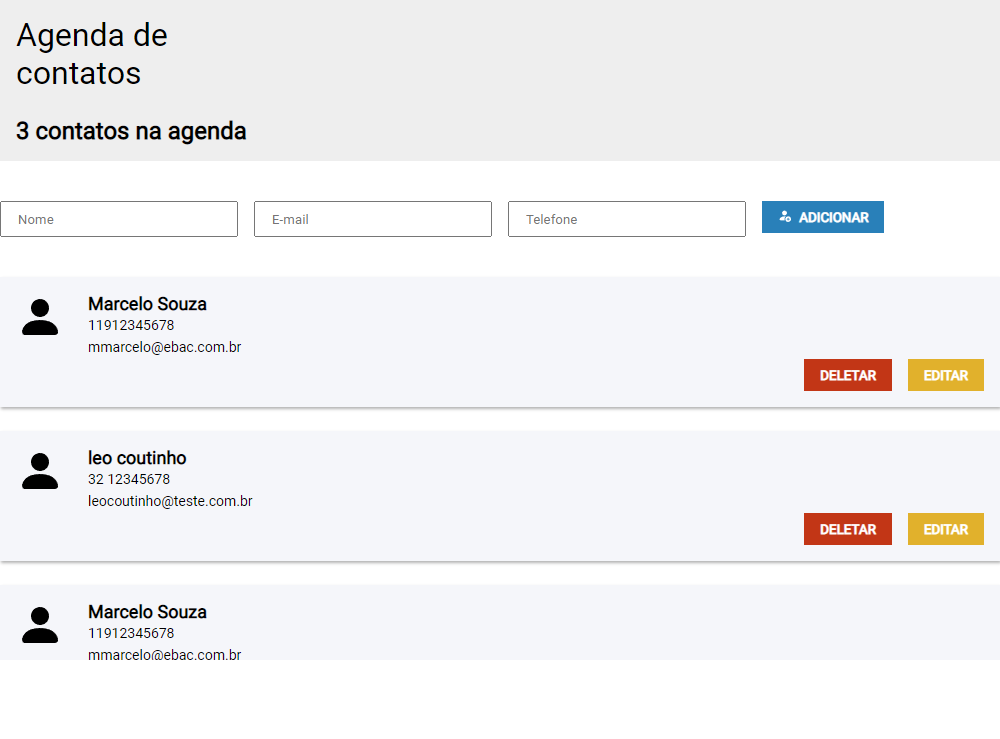 Agenda de
contatos
3 contatos na agenda
Nome E-mail Telefone ADICIONAR
Marcelo Souza
11912345678
mmarcelo@ebac.com.br
DELETAR EDITAR
leo coutinho
32 12345678
leocoutinho@teste.com.br
DELETAR EDITAR
Marcelo Souza
11912345678
mmarcelo@ebac.com.br